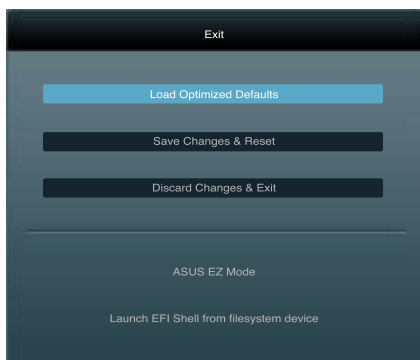 Exit
Load Optimized Defaults
Save Changes & Reset
Discard Changes & Exit
ASUS EZ Mode
Launch EFI Shell from filesystem device